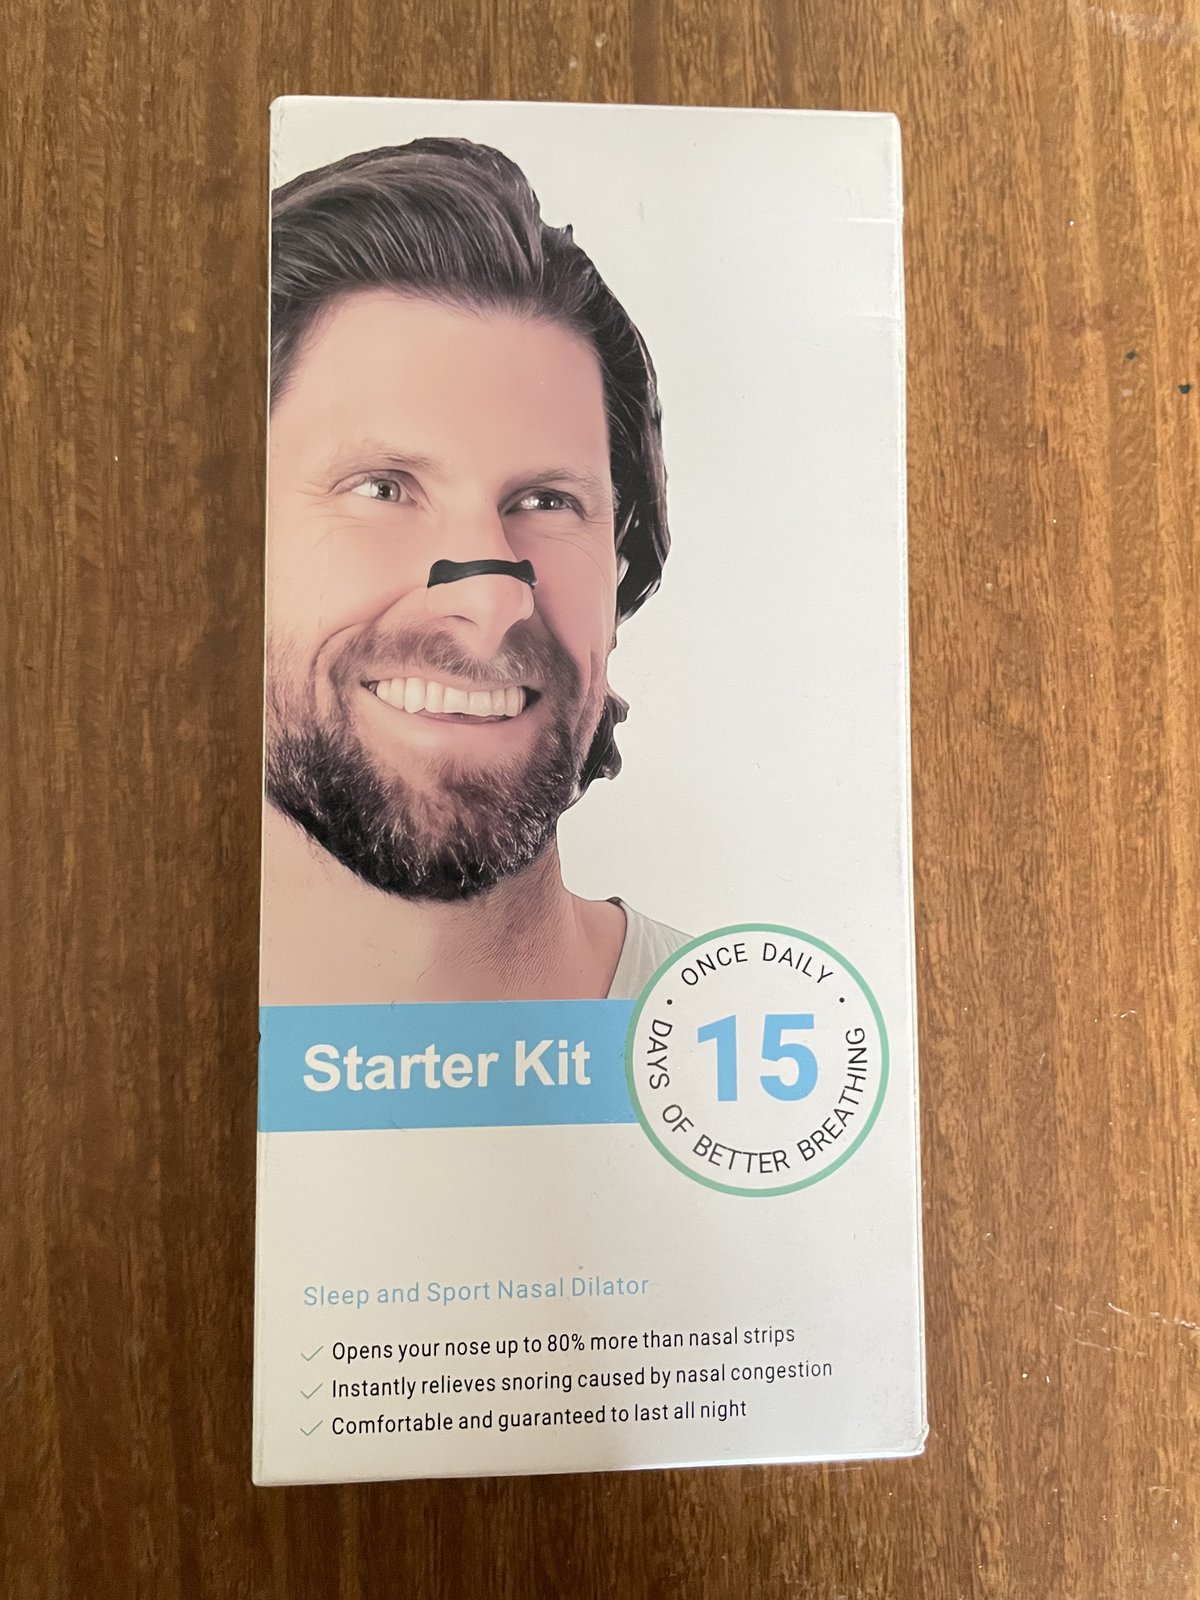 Starter Kit
ONCE DAILY
15
DAYS OF BETTER BREATHING
Sleep and Sport Nasal Dilator
Opens your nose up to 80% more than nasal strips
Instantly relieves snoring caused by nasal congestion
Comfortable and guaranteed to last all night